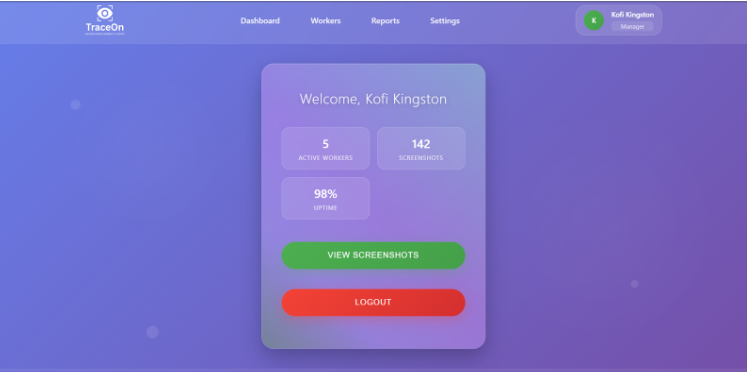 TraceOn
Dashboard
Workers
Reports
Settings
K
Kofi Kingston
Manager
Welcome, Kofi Kingston
5
ACTIVE WORKERS
142
SCREENSHOTS
98%
UPTIME
VIEW SCREENSHOTS
LOGOUT